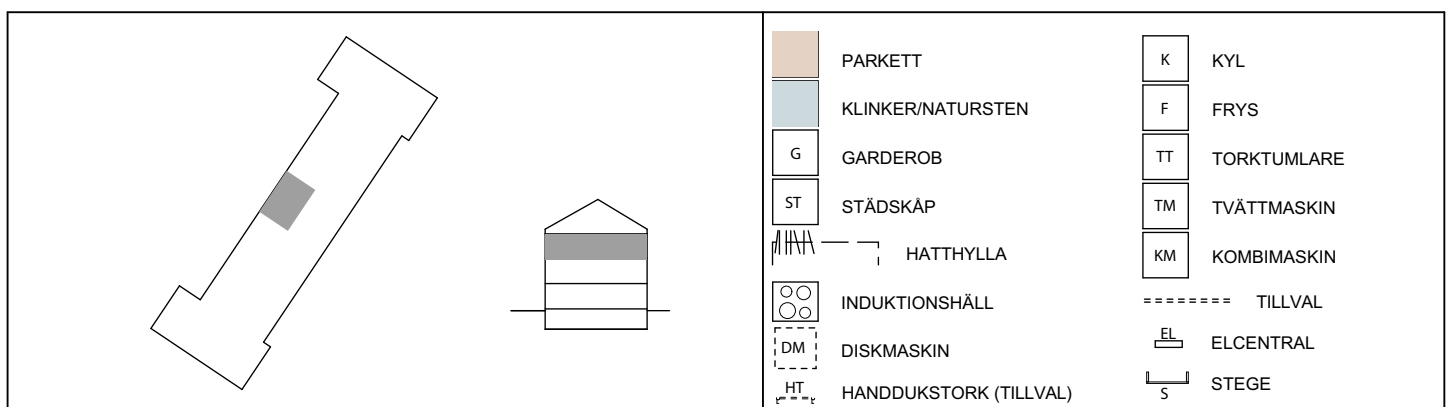 PARKETT
KLINKER/NATURSTEN
G GARDEROB
ST STÄDSKÅP
HATTHYLLA
INDUKTIONSHÄLL
DM DISKMASKIN
HT HANDDUKSTORK (TILLVAL)
K KYL
F FRYS
TT TORKTUMLARE
TM TVÄTTMASKIN
KM KOMBIMASKIN
TILLVAL
EL ELCENTRAL
S STEGE